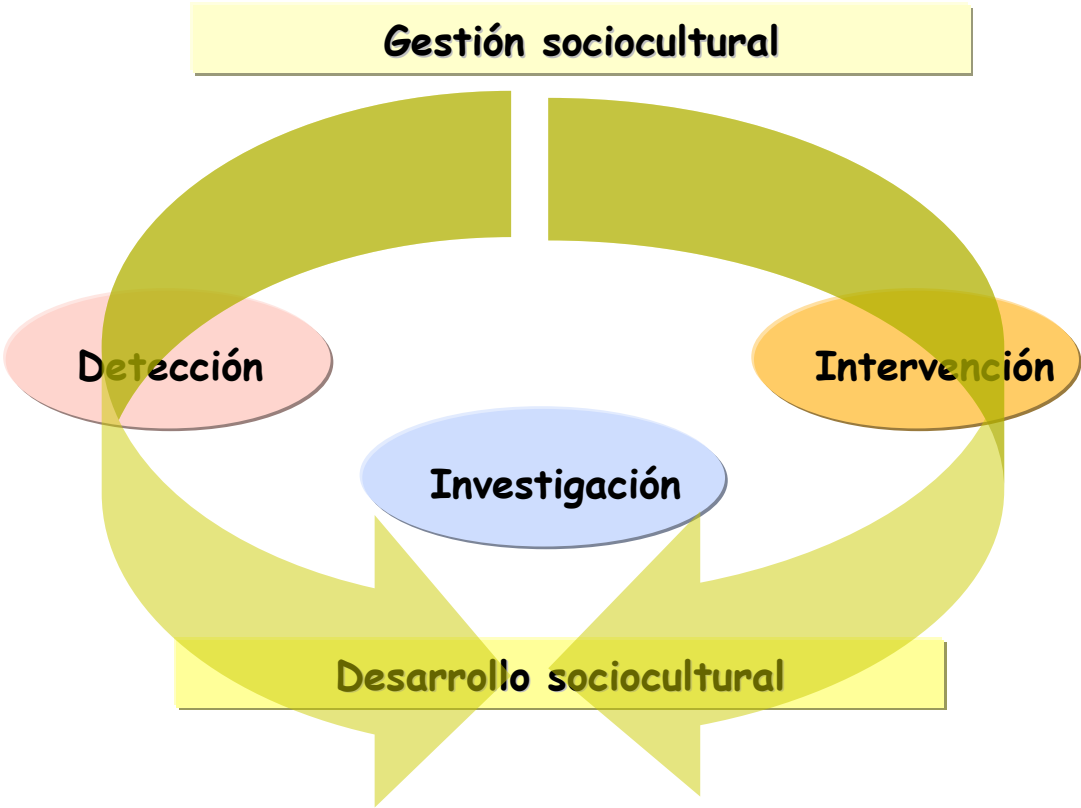 Gestión sociocultural
Detección
Intervención
Investigación
Desarrollo sociocultural